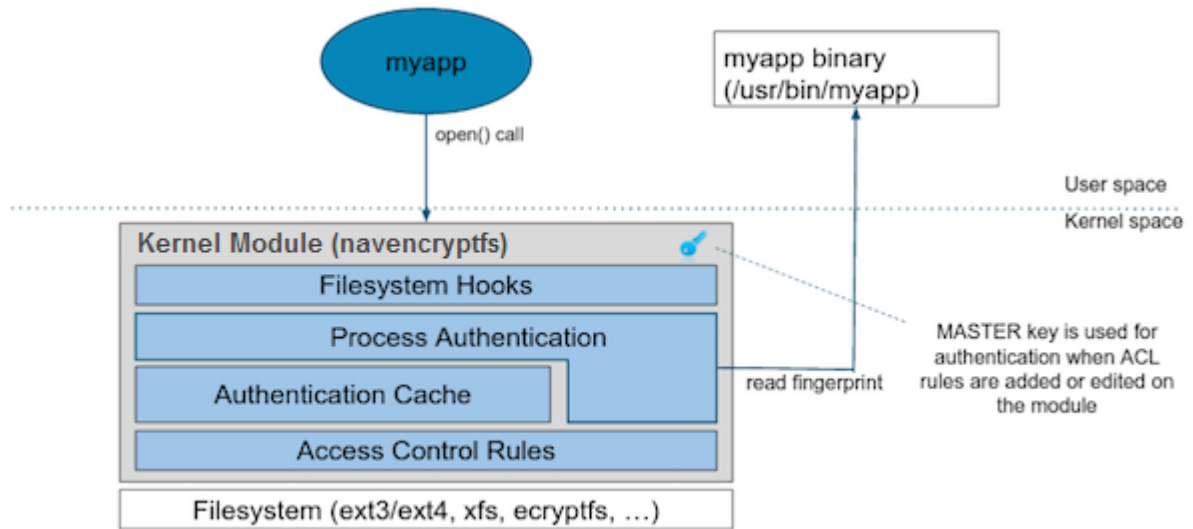 myapp
myapp binary
(/usr/bin/myapp)
open() call
User space
Kernel space
Kernel Module (navencryptfs)
Filesystem Hooks
Process Authentication
Authentication Cache
Access Control Rules
read fingerprint
MASTER key is used for
authentication when ACL
rules are added or edited on
the module
Filesystem (ext3/ext4, xfs, ecryptfs, …)